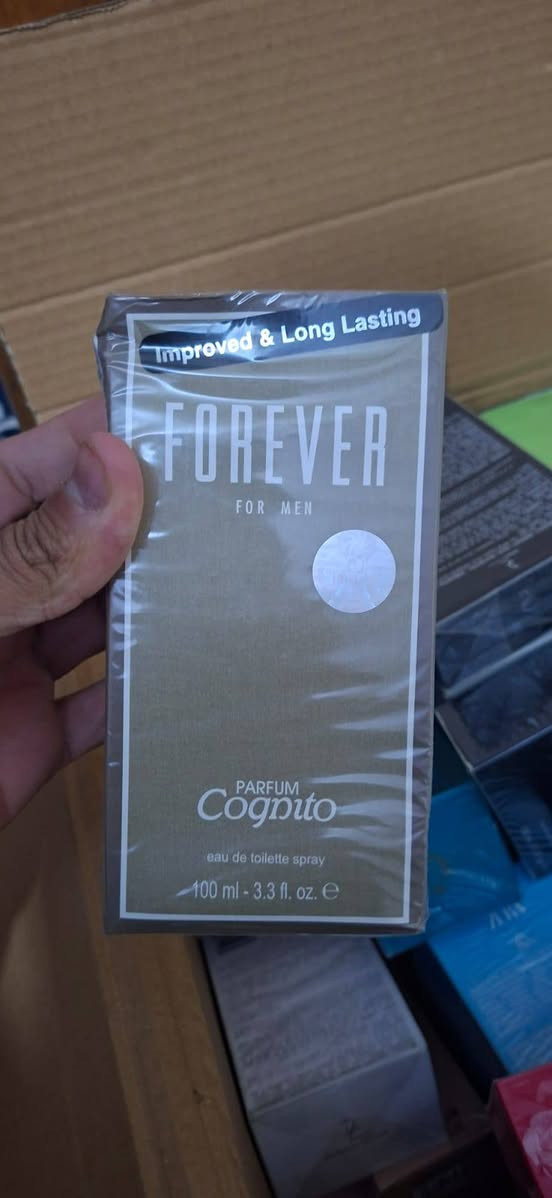 Improved & Long Lasting
FOREVER
FOR MEN
PARFUM
Cognito
eau de toilette spray
100 ml - 3.3 fl. oz. ℮